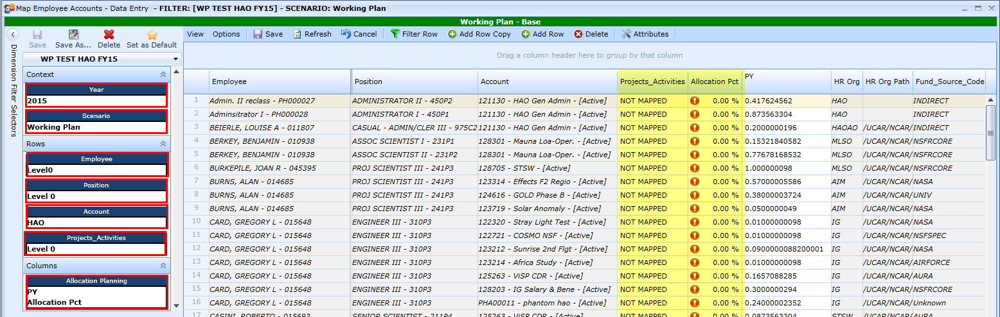 Map Employee Accounts - Data Entry - FILTER: [WP TEST HAO FY15] - SCENARIO: Working Plan
Working Plan - Base
Save Save As... Delete Set as Default
View Options Save Refresh Cancel Filter Row Add Row Copy Add Row Delete Attributes
Dimension Filter Selectors
WP TEST HAO FY15
Context
Year
2015
Scenario
Working Plan
Rows
Employee
Level0
Position
Level 0
Account
HAO
Projects_Activities
Level 0
Columns
Allocation Planning
PY
Allocation Pct
Drag a column header here to group by that column
Employee Position Account Projects_Activities Allocation Pct PY HR Org HR Org Path Fund_Source_Code
1 Admin. II reclass - PH000027 ADMINISTRATOR II - 450P2 121130 - HAO Gen Admin - [Active] NOT MAPPED 0.00 % 0.417624562 HAO INDIRECT
2 Adminsitrator I - PH000028 ADMINISTRATOR I - 450P1 121130 - HAO Gen Admin - [Active] NOT MAPPED 0.00 % 0.873563304 HAO INDIRECT
3 BEIERLE, LOUISE A - 011807 CASUAL - ADMIN/CLER III - 975C2 121130 - HAO Gen Admin - [Active] NOT MAPPED 0.00 % 0.2000000196 HAOAO /UCAR/NCAR/ INDIRECT
4 BERKEY, BENJAMIN - 010938 ASSOC SCIENTIST I - 231P1 128301 - Mauna Loa-Oper. - [Active] NOT MAPPED 0.00 % 0.15321840582 MLSO /UCAR/NCAR/ NSFRCORE
5 BERKEY, BENJAMIN - 010938 ASSOC SCIENTIST II - 231P2 128301 - Mauna Loa-Oper. - [Active] NOT MAPPED 0.00 % 0.77678168532 MLSO /UCAR/NCAR/ NSFRCORE
6 BURKEPILE, JOAN R - 045395 PROJ SCIENTIST III - 241P3 128705 - STSW - [Active] NOT MAPPED 0.00 % 1.000000098 MLSO /UCAR/NCAR/ NSFRCORE
7 BURNS, ALAN - 014685 PROJ SCIENTIST III - 241P3 123314 - Effects F2 Regio - [Active] NOT MAPPED 0.00 % 0.57000005586 AIM /UCAR/NCAR/ NASA
8 BURNS, ALAN - 014685 PROJ SCIENTIST III - 241P3 124616 - GOLD Phase B - [Active] NOT MAPPED 0.00 % 0.38000003724 AIM /UCAR/NCAR/ UNIV
9 BURNS, ALAN - 014685 PROJ SCIENTIST III - 241P3 123719 - Solar Anomaly - [Active] NOT MAPPED 0.00 % 0.0500000049 AIM /UCAR/NCAR/ NASA
10 CARD, GREGORY L - 015648 ENGINEER III - 310P3 122320 - Stray Light Test - [Active] NOT MAPPED 0.00 % 0.01000000098 IG /UCAR/NCAR/ NASA
11 CARD, GREGORY L - 015648 ENGINEER III - 310P3 122721 - COSMO NSF - [Active] NOT MAPPED 0.00 % 0.01000000098 IG /UCAR/NCAR/ NSFSPEC
12 CARD, GREGORY L - 015648 ENGINEER III - 310P3 123212 - Sunrise 2nd Flgt - [Active] NOT MAPPED 0.00 % 0.0900000088200001 IG /UCAR/NCAR/ NASA
13 CARD, GREGORY L - 015648 ENGINEER III - 310P3 123214 - Africa Study - [Active] NOT MAPPED 0.00 % 0.01000000098 IG /UCAR/NCAR/ AIRFORCE
14 CARD, GREGORY L - 015648 ENGINEER III - 310P3 125263 - ViSP CDR - [Active] NOT MAPPED 0.00 % 0.1657088285 IG /UCAR/NCAR/ AURA
15 CARD, GREGORY L - 015648 ENGINEER III - 310P3 128203 - IG Salary & Bene - [Active] NOT MAPPED 0.00 % 0.3000000294 IG /UCAR/NCAR/ NSFRCORE
16 CARD, GREGORY L - 015648 ENGINEER III - 310P3 PHA00011 - phantom hao - [Active] NOT MAPPED 0.00 % 0.24000002352 IG /UCAR/NCAR/ Unknown
17 CASINI, ROBERTO - 015693 SENIOR SCIENTIST - 211P4 125263 - ViSP CDR - [Active] NOT MAPPED 0.00 % 0.0873563304 STSW /UCAR/NCAR/ AURA